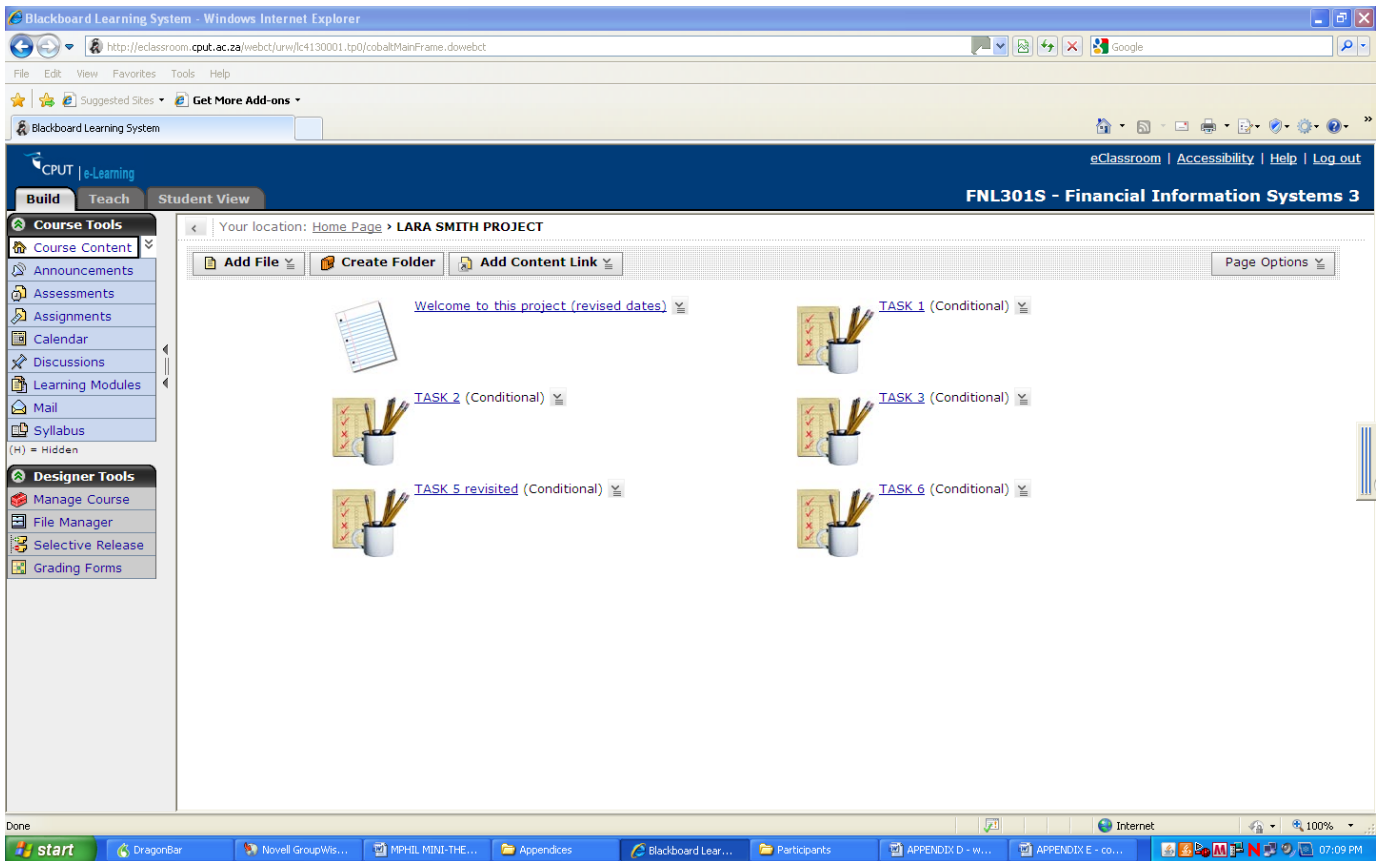 Blackboard Learning System - Windows Internet Explorer
http://eclassroom.cput.ac.za/webct/urw/lc4130001.tp0/cobaltMainFrame.dowebct
Google
File Edit View Favorites Tools Help
Suggested Sites Get More Add-ons
Blackboard Learning System
CPUT | e-Learning
eClassroom | Accessibility | Help | Log out
Build Teach Student View
FNL301S - Financial Information Systems 3
Course Tools
Course Content
Announcements
Assessments
Assignments
Calendar
Discussions
Learning Modules
Mail
Syllabus
(H) = Hidden
Designer Tools
Manage Course
File Manager
Selective Release
Grading Forms
Your location: Home Page › LARA SMITH PROJECT
Add File Create Folder Add Content Link Page Options
Welcome to this project (revised dates)
TASK 1 (Conditional)
TASK 2 (Conditional)
TASK 3 (Conditional)
TASK 5 revisited (Conditional)
TASK 6 (Conditional)
Done
Internet
100%
start DragonBar Novell GroupWis... MPHIL MINI-THE... Appendices Blackboard Lear... Participants APPENDIX D - w... APPENDIX E - co... 07:09 PM